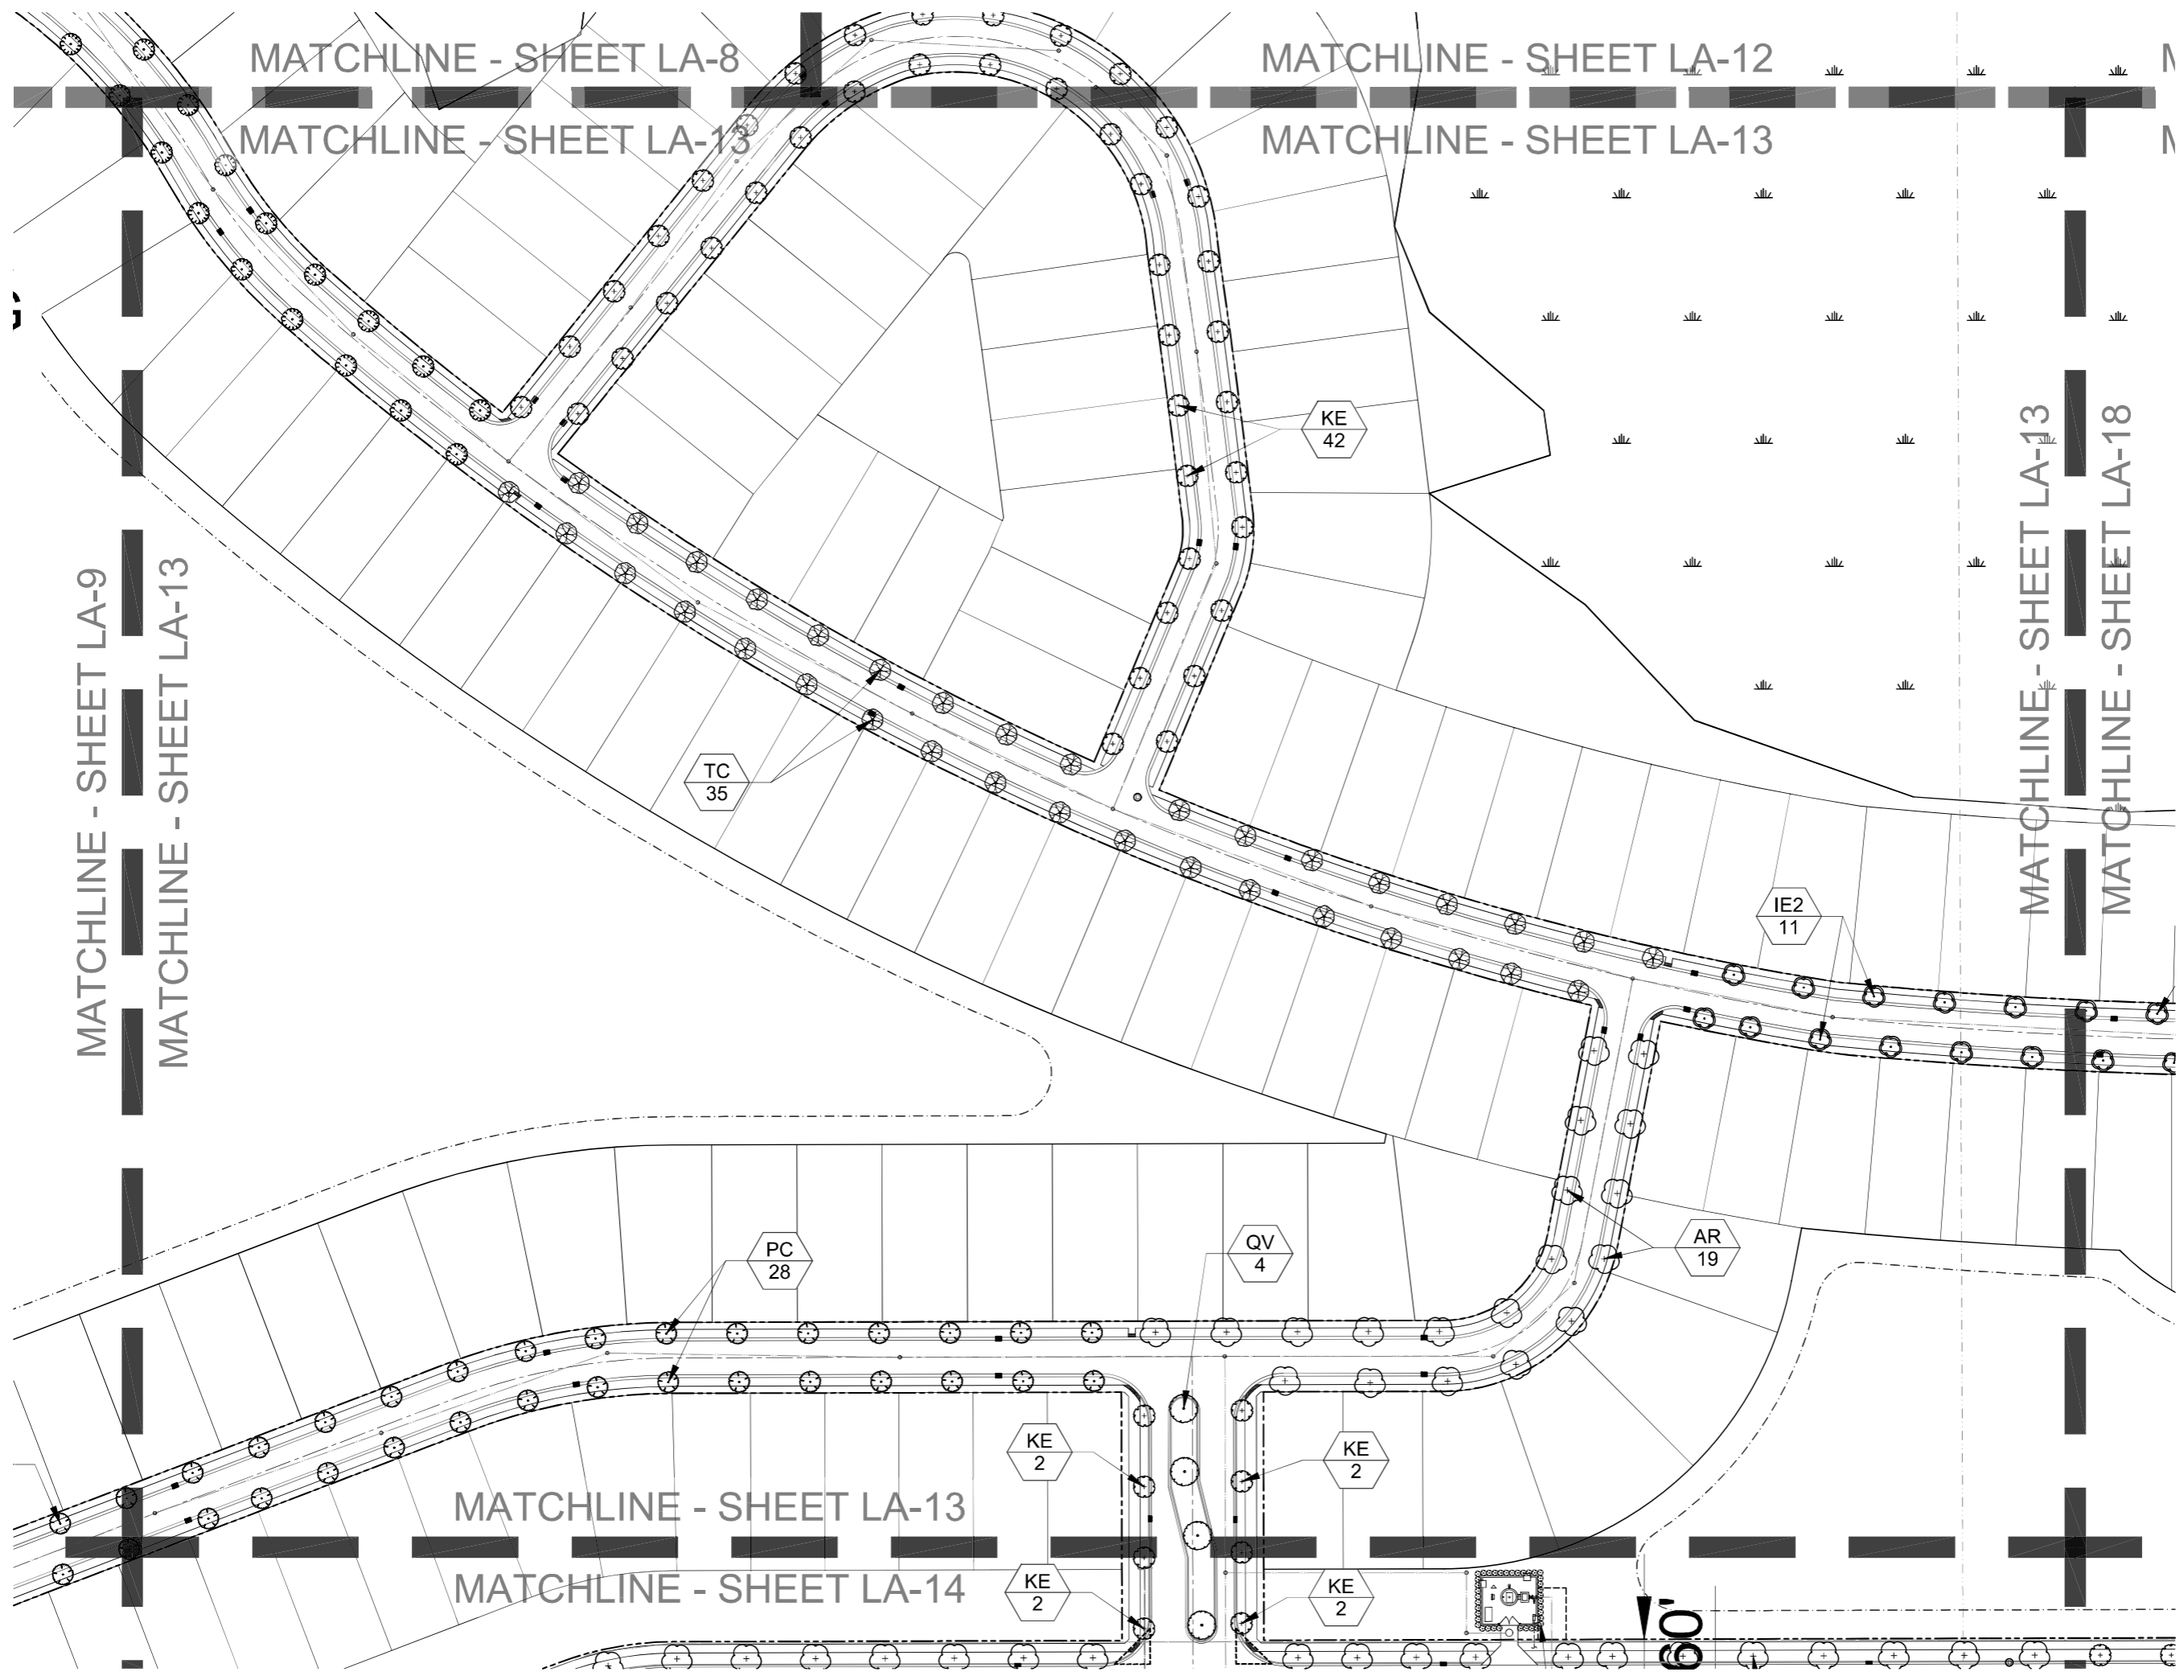 MATCHLINE - SHEET LA-8
MATCHLINE - SHEET LA-12
MATCHLINE - SHEET LA-13
MATCHLINE - SHEET LA-13
KE
42
MATCHLINE - SHEET LA-9
MATCHLINE - SHEET LA-13
MATCHLINE - SHEET LA-13
MATCHLINE - SHEET LA-18
TC
35
IE2
11
PC
28
QV
4
AR
19
KE
2
KE
2
MATCHLINE - SHEET LA-13
MATCHLINE - SHEET LA-14
KE
2
KE
2
60'